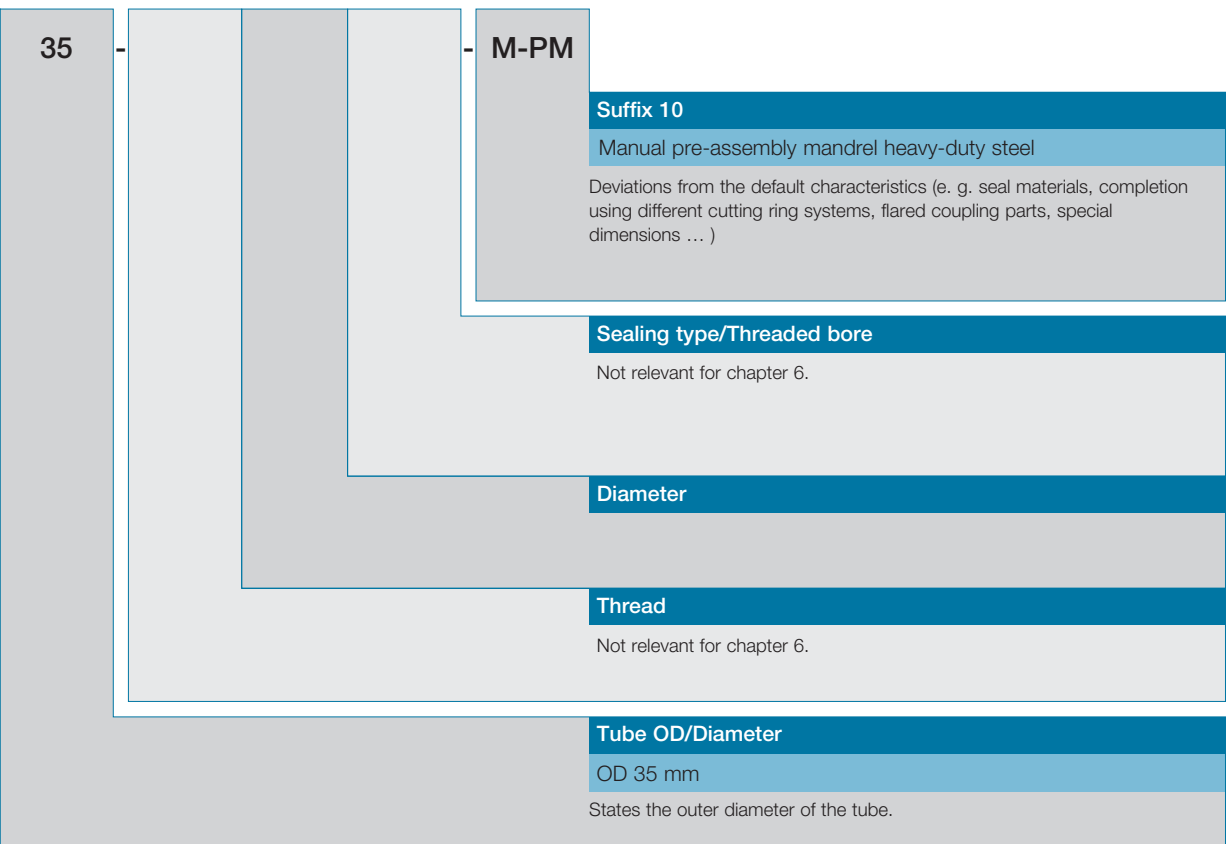 35 - - M-PM
Suffix 10
Manual pre-assembly mandrel heavy-duty steel
Deviations from the default characteristics (e. g. seal materials, completion
using different cutting ring systems, flared coupling parts, special
dimensions … )
Sealing type/Threaded bore
Not relevant for chapter 6.
Diameter
Thread
Not relevant for chapter 6.
Tube OD/Diameter
OD 35 mm
States the outer diameter of the tube.